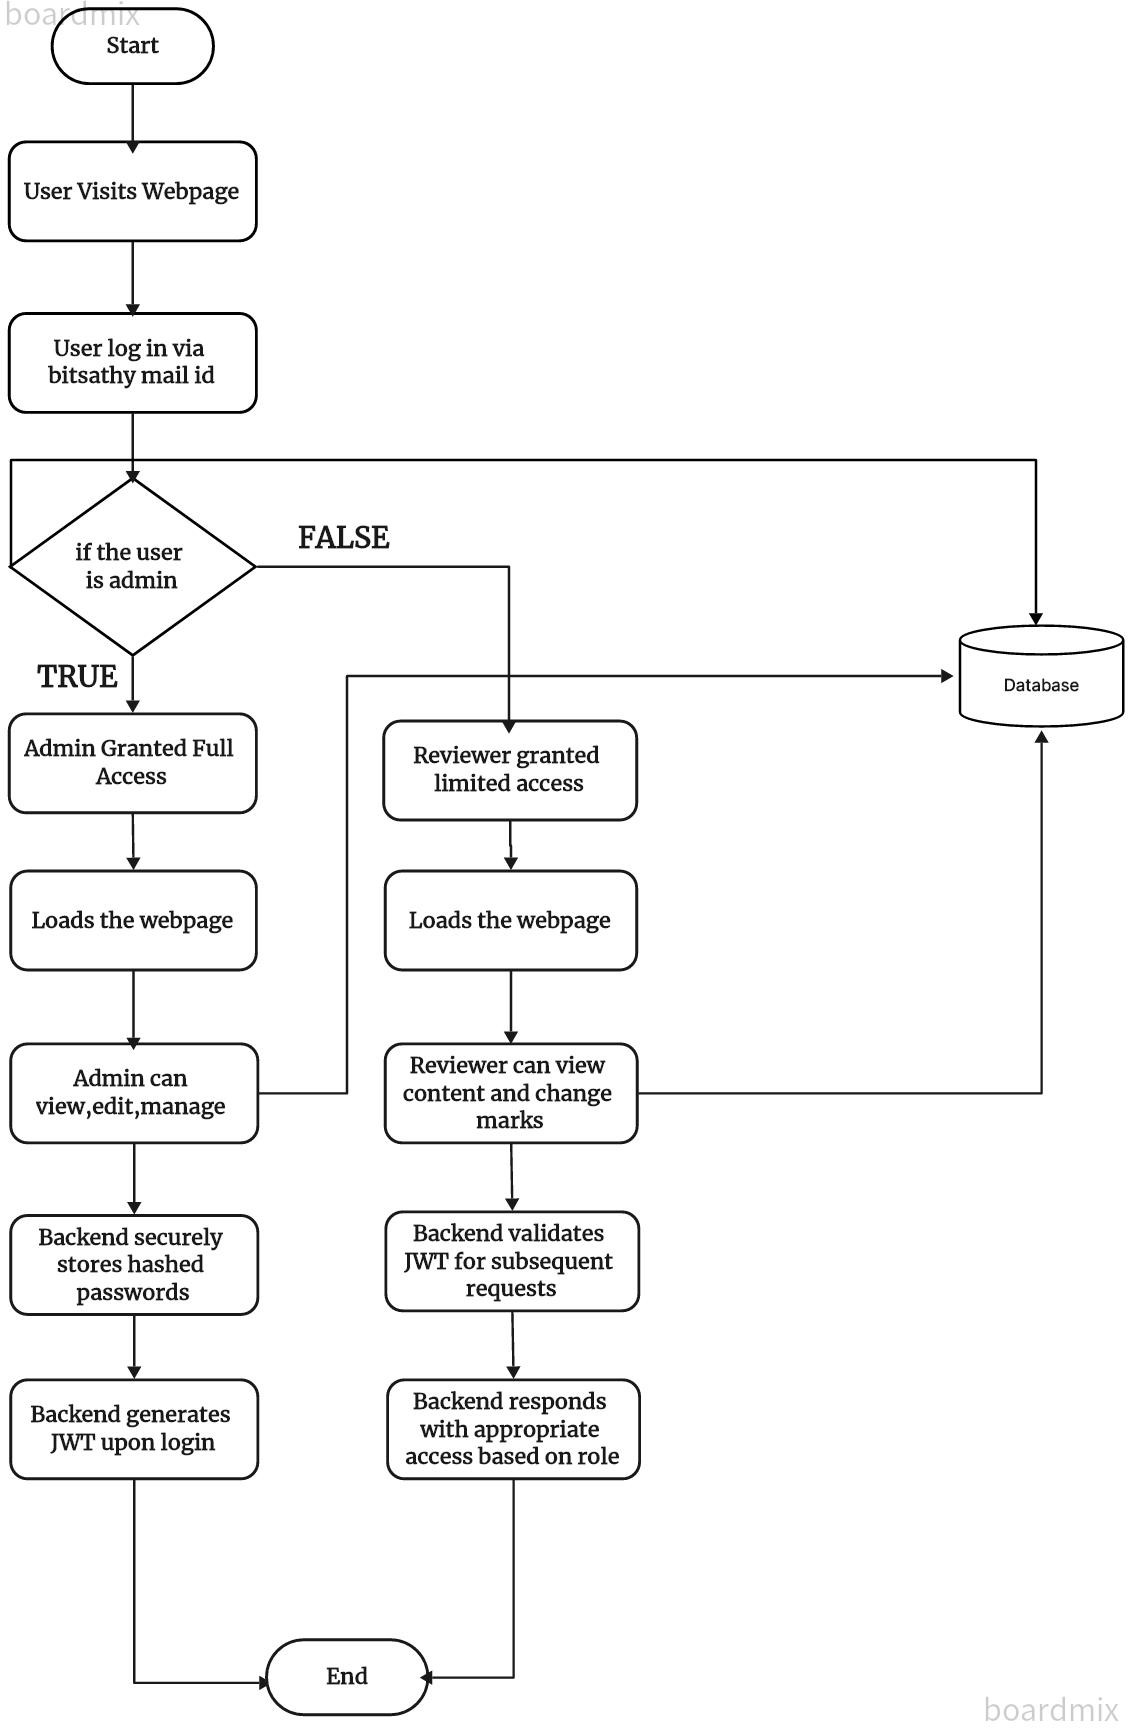 boardmix
Start
User Visits Webpage
User log in via
bitsathy mail id
if the user
is admin
FALSE
TRUE
Database
Admin Granted Full
Access
Reviewer granted
limited access
Loads the webpage
Loads the webpage
Admin can
view,edit,manage
Reviewer can view
content and change
marks
Backend securely
stores hashed
passwords
Backend validates
JWT for subsequent
requests
Backend generates
JWT upon login
Backend responds
with appropriate
access based on role
End
boardmix